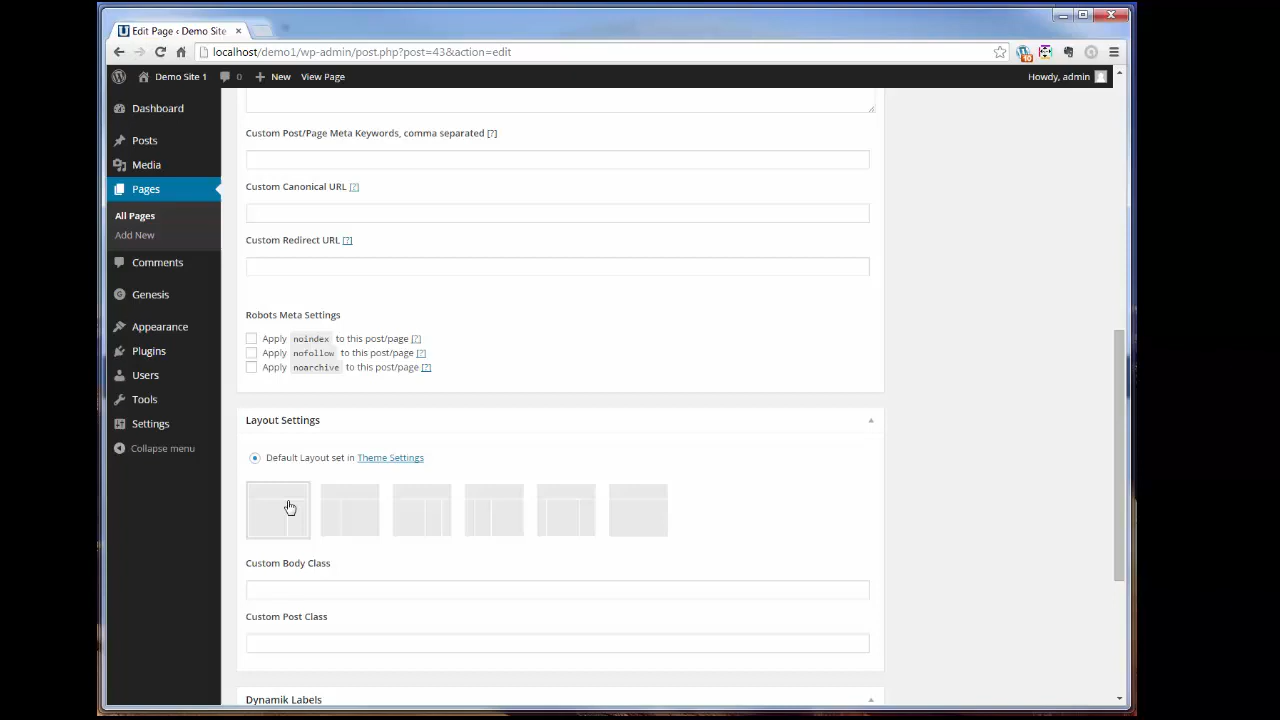 Edit Page ‹ Demo Site
localhost/demo1/wp-admin/post.php?post=43&action=edit
10
Demo Site 1 0 New View Page Howdy, admin
Dashboard
Posts
Media
Pages
All Pages
Add New
Comments
Genesis
Appearance
Plugins
Users
Tools
Settings
Collapse menu
Custom Post/Page Meta Keywords, comma separated [?]
Custom Canonical URL [?]
Custom Redirect URL [?]
Robots Meta Settings
Apply noindex to this post/page [?]
Apply nofollow to this post/page [?]
Apply noarchive to this post/page [?]
Layout Settings
Default Layout set in Theme Settings
Custom Body Class
Custom Post Class
Dynamik Labels